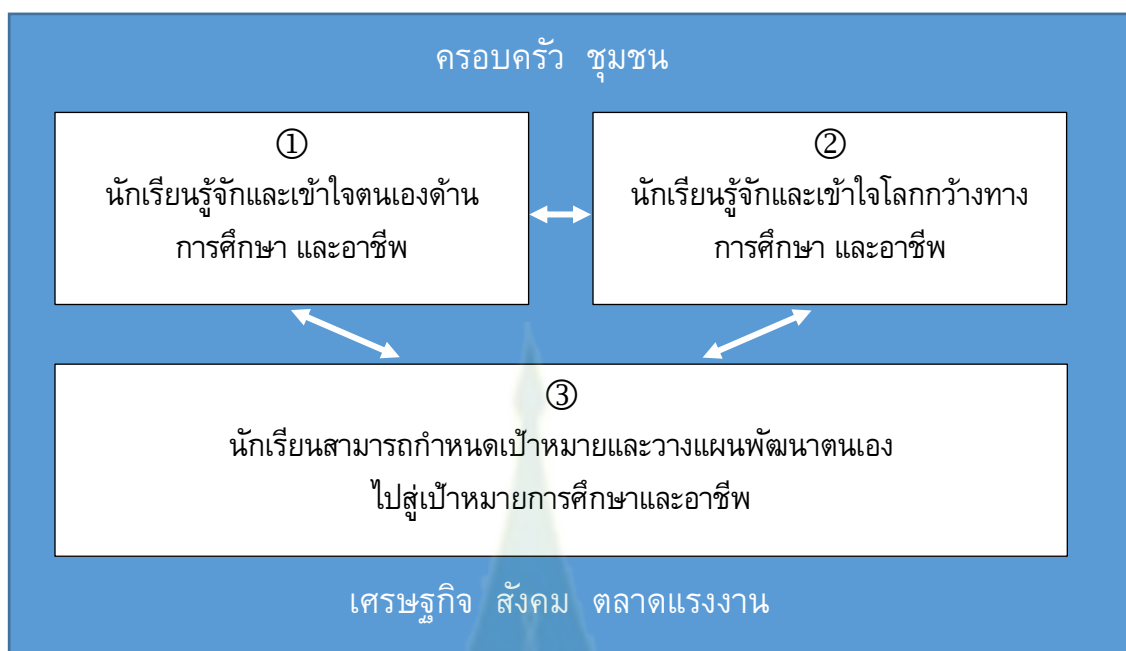 ครอบครัว ชุมชน
①
นักเรียนรู้จักและเข้าใจตนเองด้าน
การศึกษา และอาชีพ
②
นักเรียนรู้จักและเข้าใจโลกกว้างทาง
การศึกษา และอาชีพ
③
นักเรียนสามารถกำหนดเป้าหมายและวางแผนพัฒนาตนเอง
ไปสู่เป้าหมายการศึกษาและอาชีพ
เศรษฐกิจ สังคม ตลาดแรงงาน